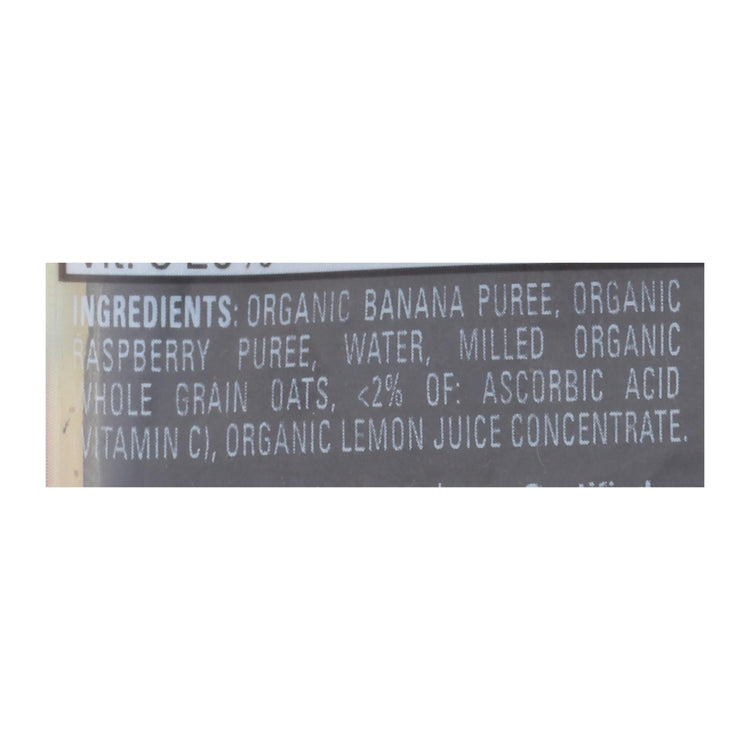 INGREDIENTS: ORGANIC BANANA PUREE, ORGANIC
RASPBERRY PUREE, WATER, MILLED ORGANIC
WHOLE GRAIN OATS, <2% OF: ASCORBIC ACID
VITAMIN C), ORGANIC LEMON JUICE CONCENTRATE.